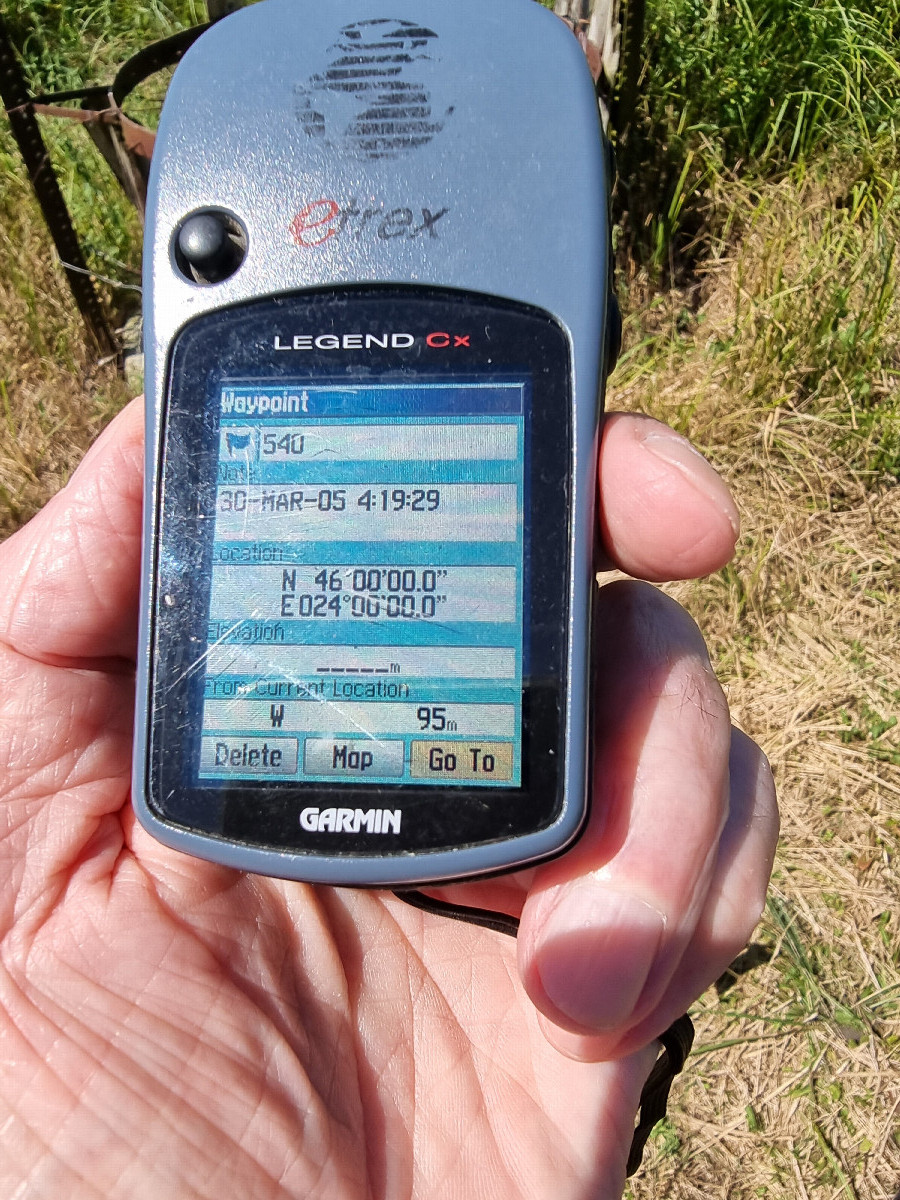 etrex
LEGEND Cx
Waypoint
540
Note
30-MAR-05 4:19:29
Location
N 46°00'00.0"
E024°00'00.0"
Elevation
_____m
From Current Location
W 95m
Delete Map Go To
GARMIN